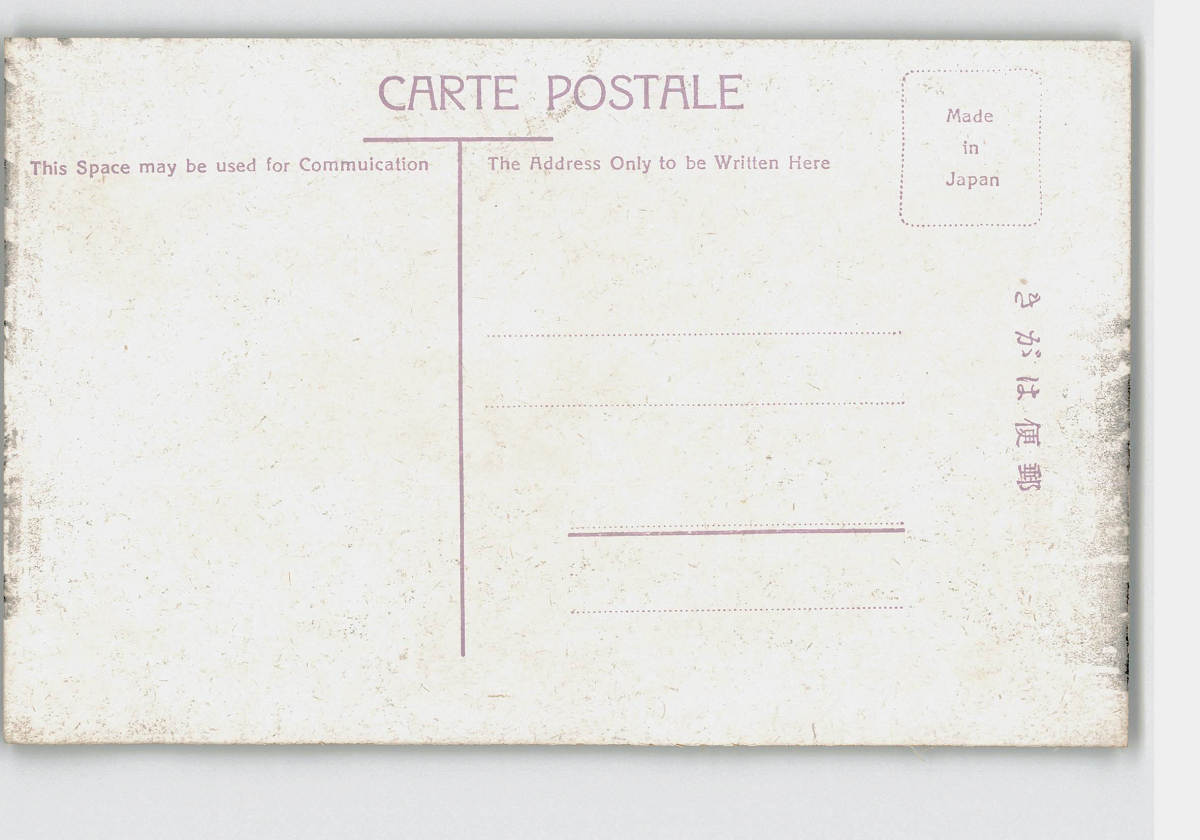 CARTE POSTALE
This Space may be used for Commuication
The Address Only to be Written Here
Made
in
Japan
郵便はがき